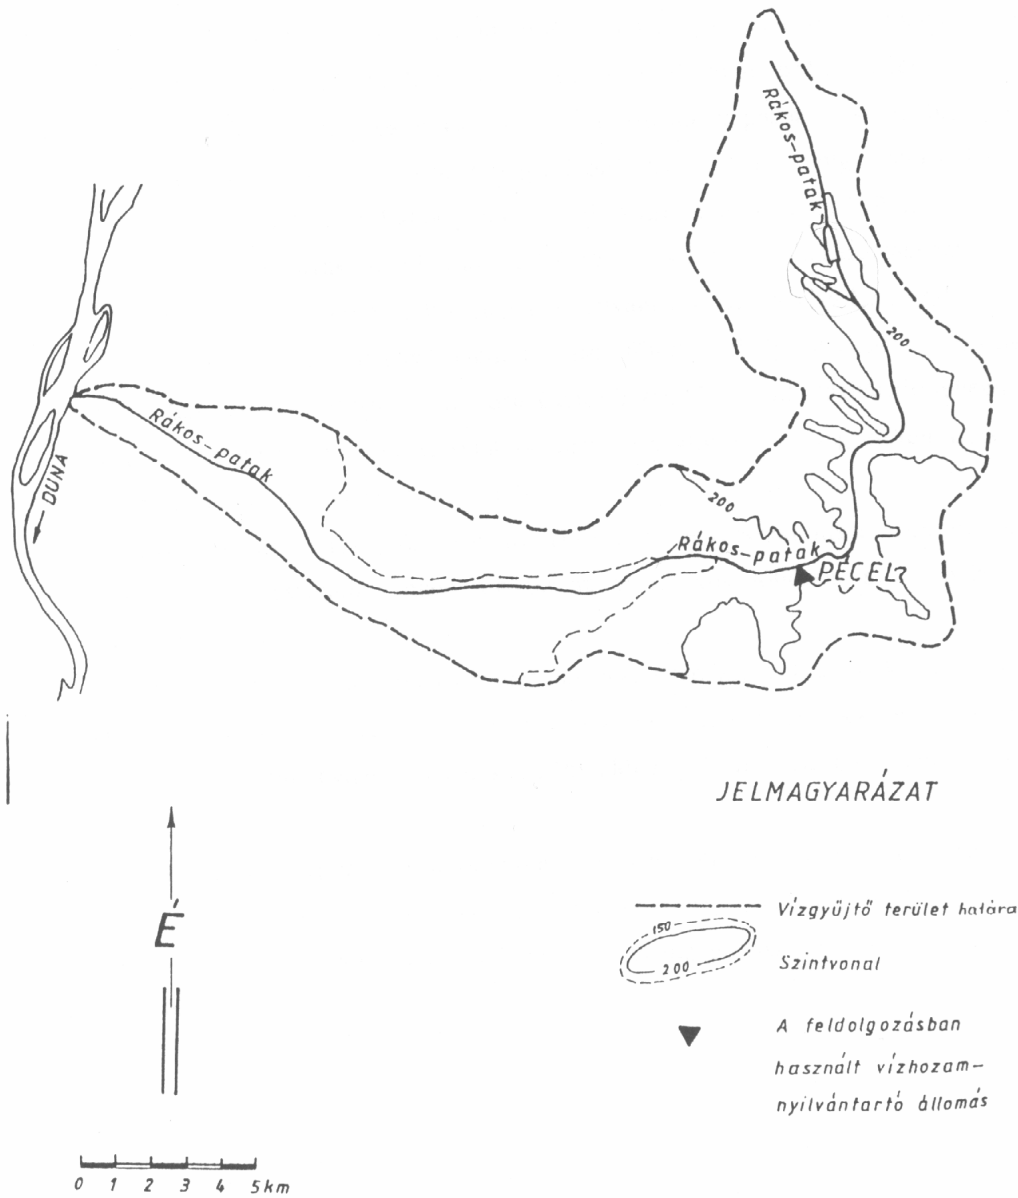 Rákos-patak
200
Rákos-patak
DUNA
200
Rákos-patak
PÉCEL
JELMAGYARÁZAT
É
Vízgyűjtő terület határa
150
200
Szintvonal
A feldolgozásban
használt vízhozam-
nyilvántartó állomás
0 1 2 3 4 5 km